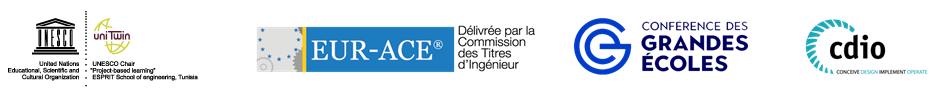 UNESCO
uniTwin
United Nations
Educational, Scientific and
Cultural Organization
UNESCO Chair
"Project-based learning"
ESPRIT School of engineering, Tunisia
EUR-ACE®
Délivrée par la
Commission
des Titres
d'Ingénieur
CONFERENCE DES
GRANDES
ÉCOLES
cdio
CONCEIVE DESIGN IMPLEMENT OPERATE